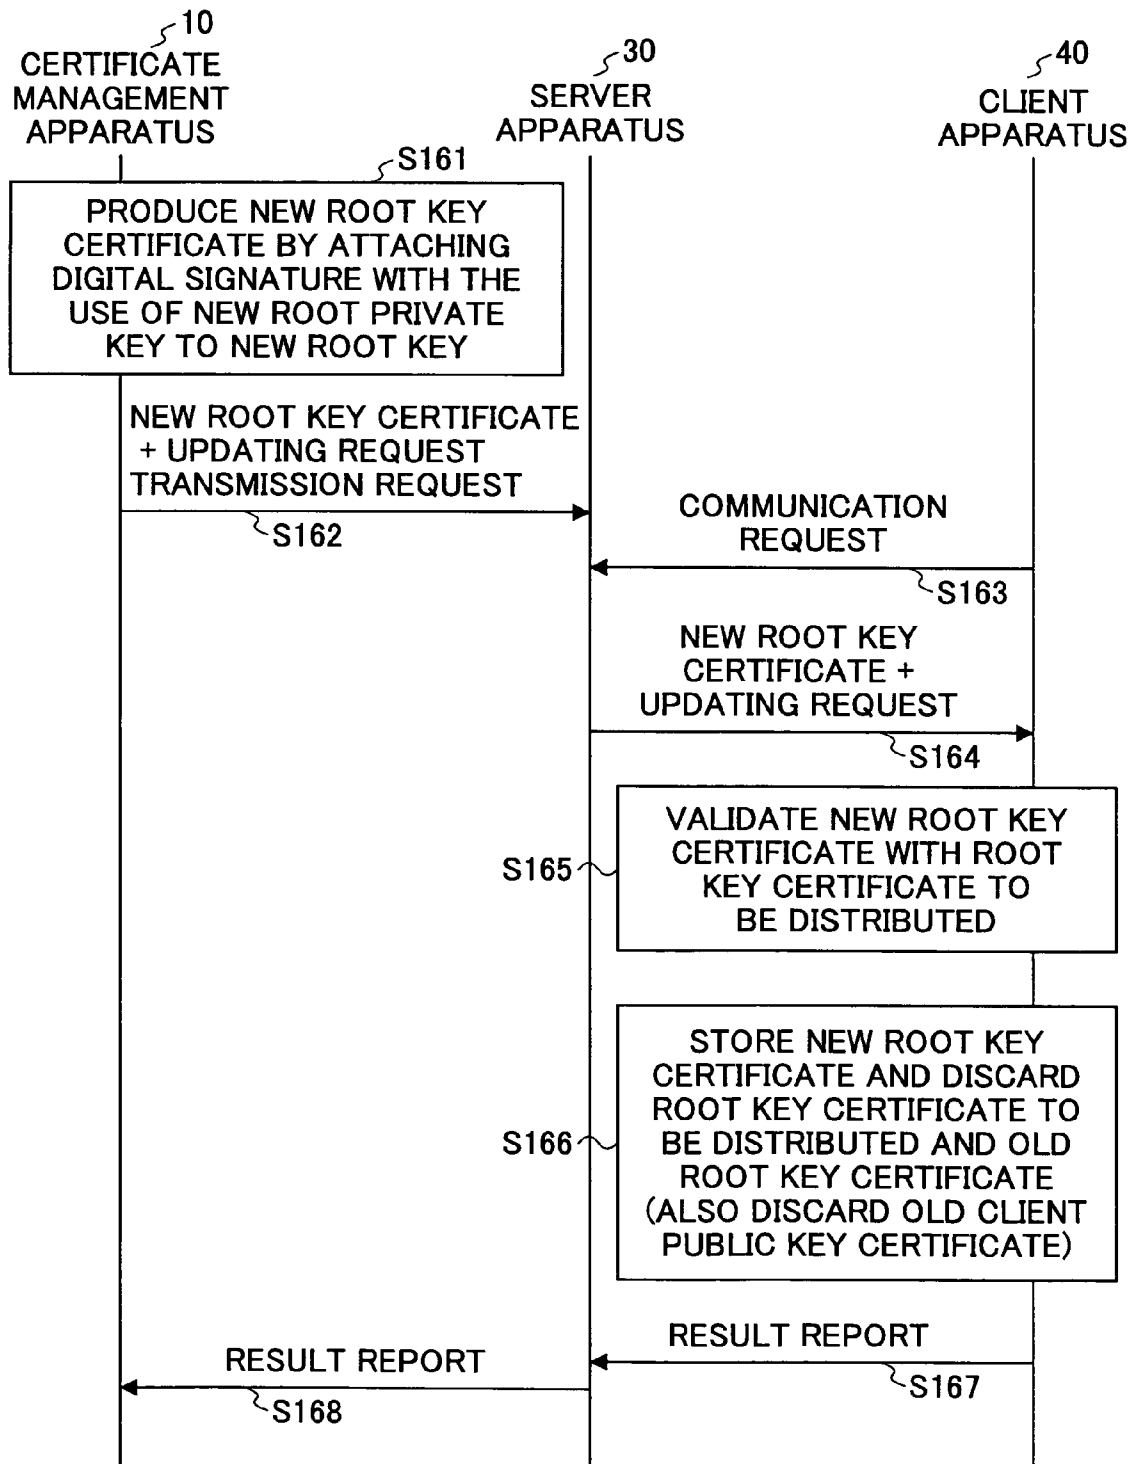 10
CERTIFICATE
MANAGEMENT
APPARATUS
30
SERVER
APPARATUS
40
CLIENT
APPARATUS
S161
PRODUCE NEW ROOT KEY
CERTIFICATE BY ATTACHING
DIGITAL SIGNATURE WITH THE
USE OF NEW ROOT PRIVATE
KEY TO NEW ROOT KEY
NEW ROOT KEY CERTIFICATE
+ UPDATING REQUEST
TRANSMISSION REQUEST
S162
COMMUNICATION
REQUEST
S163
NEW ROOT KEY
CERTIFICATE +
UPDATING REQUEST
S164
VALIDATE NEW ROOT KEY
CERTIFICATE WITH ROOT
KEY CERTIFICATE TO
BE DISTRIBUTED
S165
STORE NEW ROOT KEY
CERTIFICATE AND DISCARD
ROOT KEY CERTIFICATE TO
BE DISTRIBUTED AND OLD
ROOT KEY CERTIFICATE
(ALSO DISCARD OLD CLIENT
PUBLIC KEY CERTIFICATE)
S166
RESULT REPORT
S167
RESULT REPORT
S168